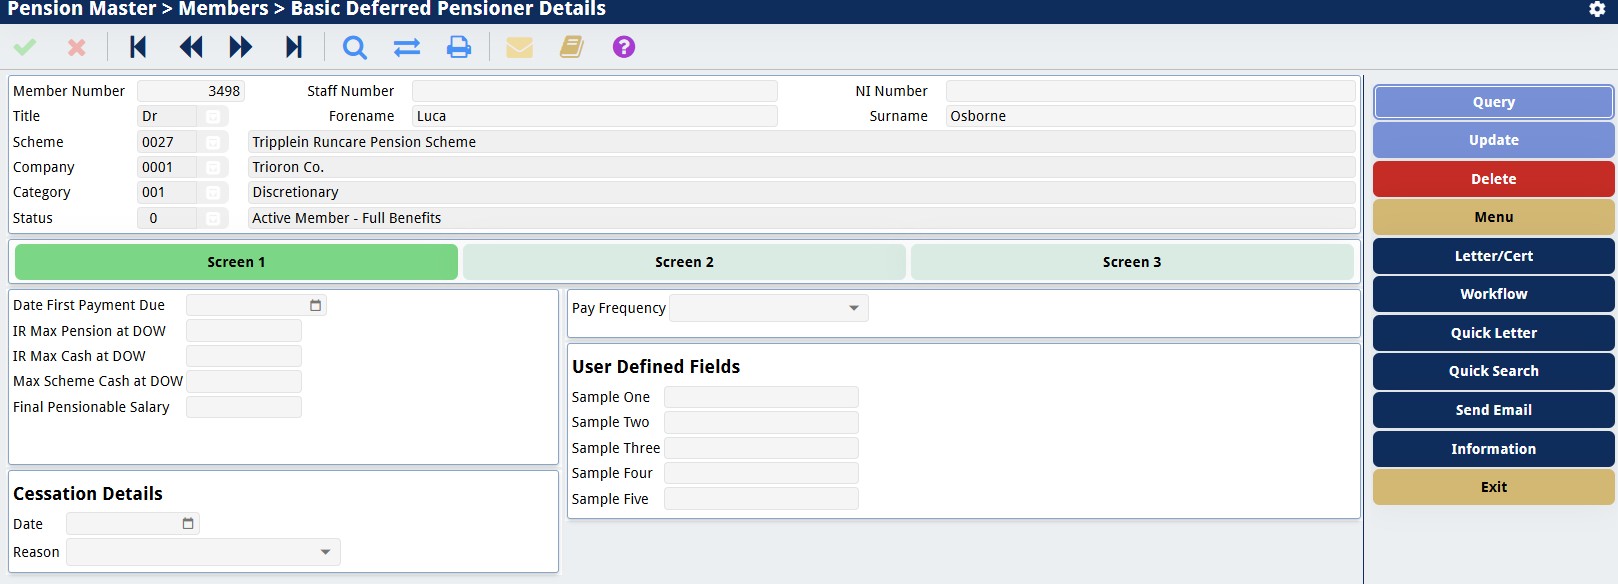 Pension Master > Members > Basic Deferred Pensioner Details
?
Member Number 3498 Staff Number NI Number
Title Dr Forename Luca Surname Osborne
Scheme 0027 Tripplein Runcare Pension Scheme
Company 0001 Trioron Co.
Category 001 Discretionary
Status 0 Active Member - Full Benefits
Screen 1 Screen 2 Screen 3
Date First Payment Due
IR Max Pension at DOW
IR Max Cash at DOW
Max Scheme Cash at DOW
Final Pensionable Salary
Cessation Details
Date
Reason
Pay Frequency
User Defined Fields
Sample One
Sample Two
Sample Three
Sample Four
Sample Five
Query
Update
Delete
Menu
Letter/Cert
Workflow
Quick Letter
Quick Search
Send Email
Information
Exit